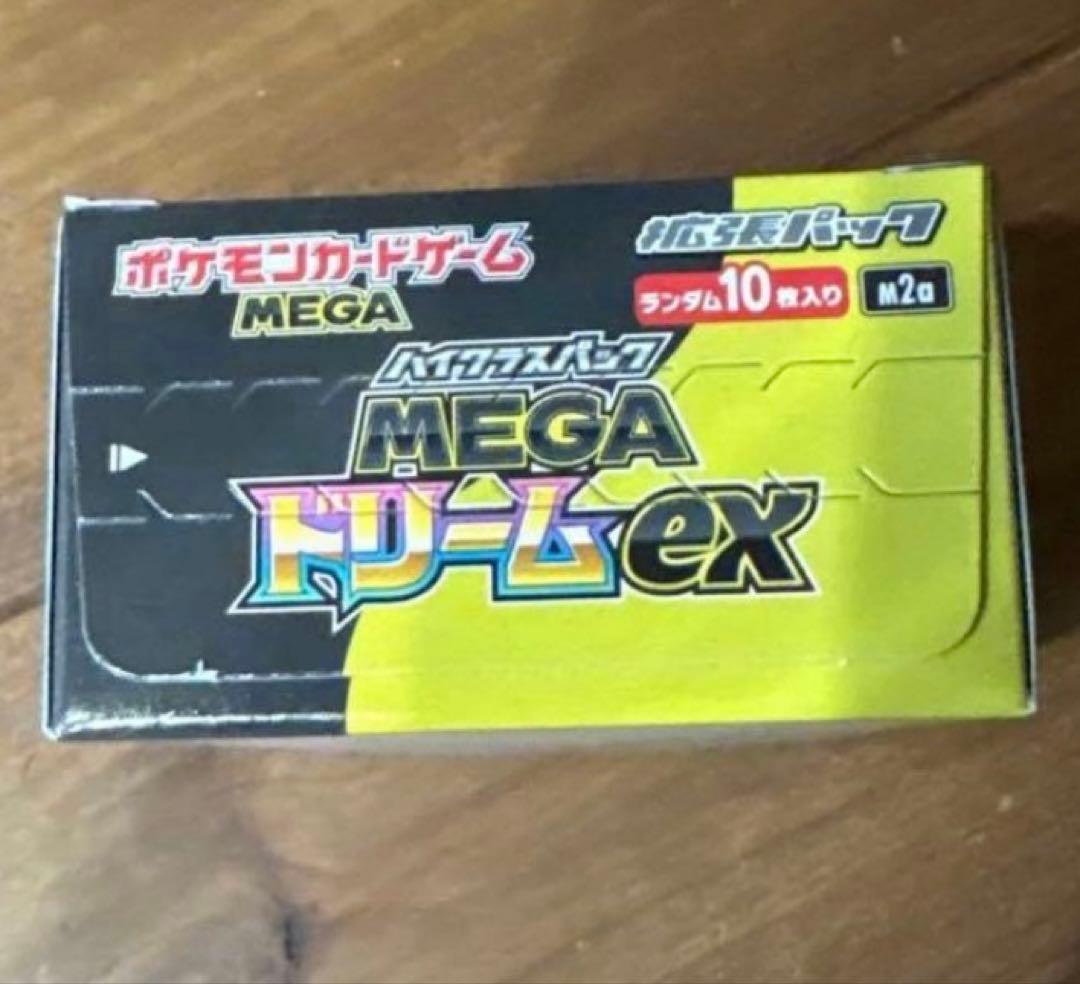 ポケモンカードゲーム
MEGA
拡張パック
ランダム10枚入り M2a
ハイクラスパック
MEGA
ドリームex